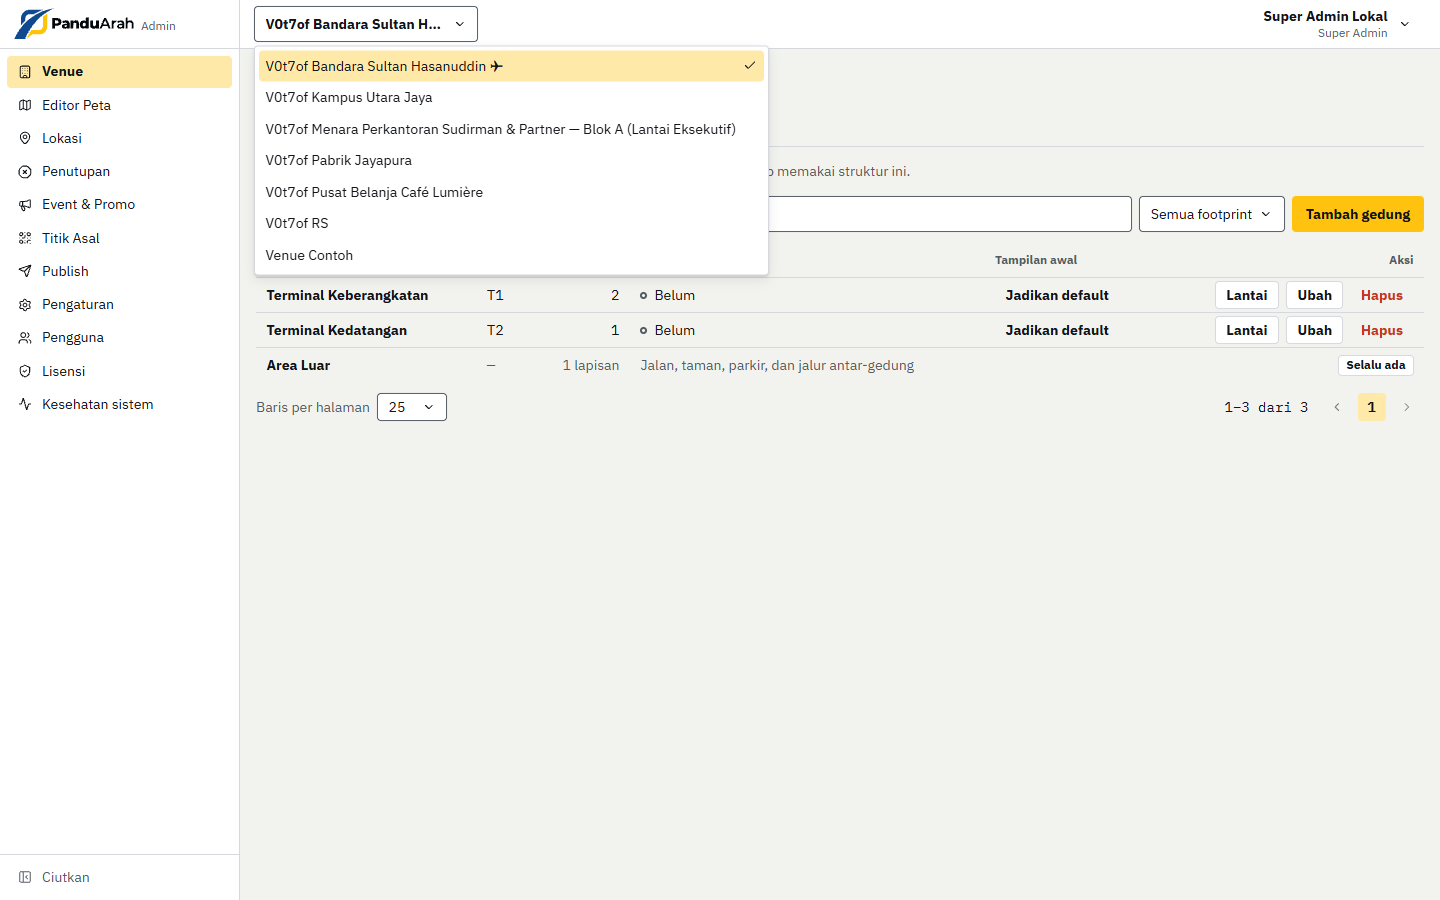 PanduArah Admin
V0t7of Bandara Sultan H...
Super Admin Lokal
Super Admin
Venue
Editor Peta
Lokasi
Penutupan
Event & Promo
Titik Asal
Publish
Pengaturan
Pengguna
Lisensi
Kesehatan sistem
Ciutkan
V0t7of Bandara Sultan Hasanuddin ✈
V0t7of Kampus Utara Jaya
V0t7of Menara Perkantoran Sudirman & Partner — Blok A (Lantai Eksekutif)
V0t7of Pabrik Jayapura
V0t7of Pusat Belanja Café Lumière
V0t7of RS
Venue Contoh
memakai struktur ini.
Semua footprint
Tambah gedung
Tampilan awal Aksi
Terminal Keberangkatan T1 2 Belum Jadikan default Lantai Ubah Hapus
Terminal Kedatangan T2 1 Belum Jadikan default Lantai Ubah Hapus
Area Luar — 1 lapisan Jalan, taman, parkir, dan jalur antar-gedung Selalu ada
Baris per halaman 25 1–3 dari 3 1